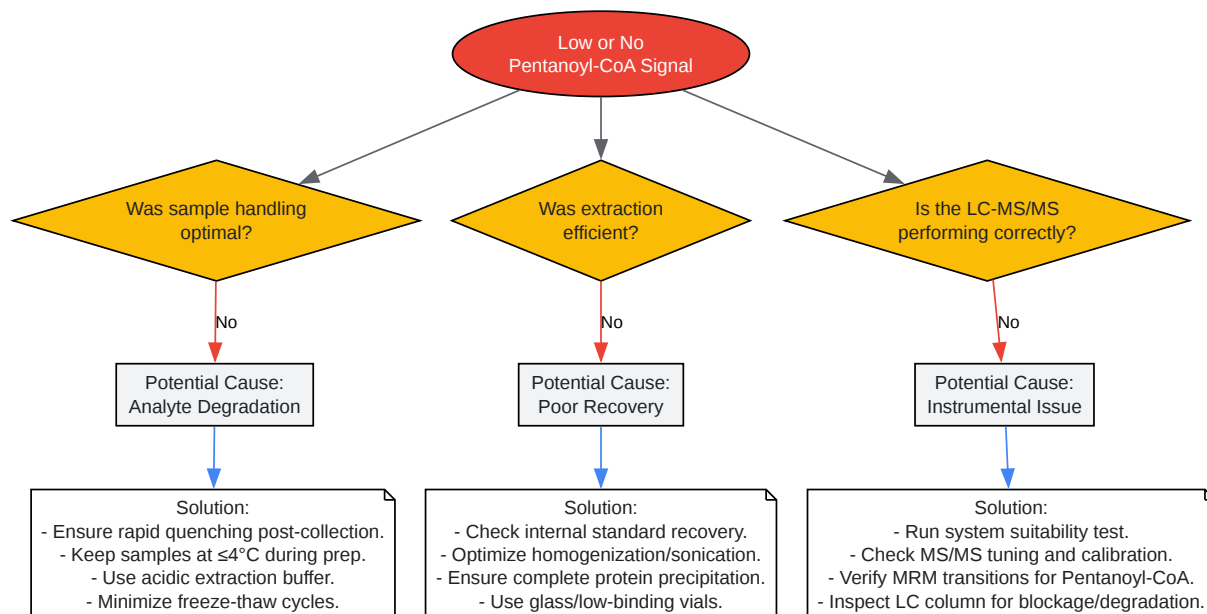 Low or No
Pentanoyl-CoA Signal
Was sample handling
optimal?
Was extraction
efficient?
Is the LC-MS/MS
performing correctly?
No
No
No
Potential Cause:
Analyte Degradation
Potential Cause:
Poor Recovery
Potential Cause:
Instrumental Issue
Solution:
- Ensure rapid quenching post-collection.
- Keep samples at ≤4°C during prep.
- Use acidic extraction buffer.
- Minimize freeze-thaw cycles.
Solution:
- Check internal standard recovery.
- Optimize homogenization/sonication.
- Ensure complete protein precipitation.
- Use glass/low-binding vials.
Solution:
- Run system suitability test.
- Check MS/MS tuning and calibration.
- Verify MRM transitions for Pentanoyl-CoA.
- Inspect LC column for blockage/degradation.